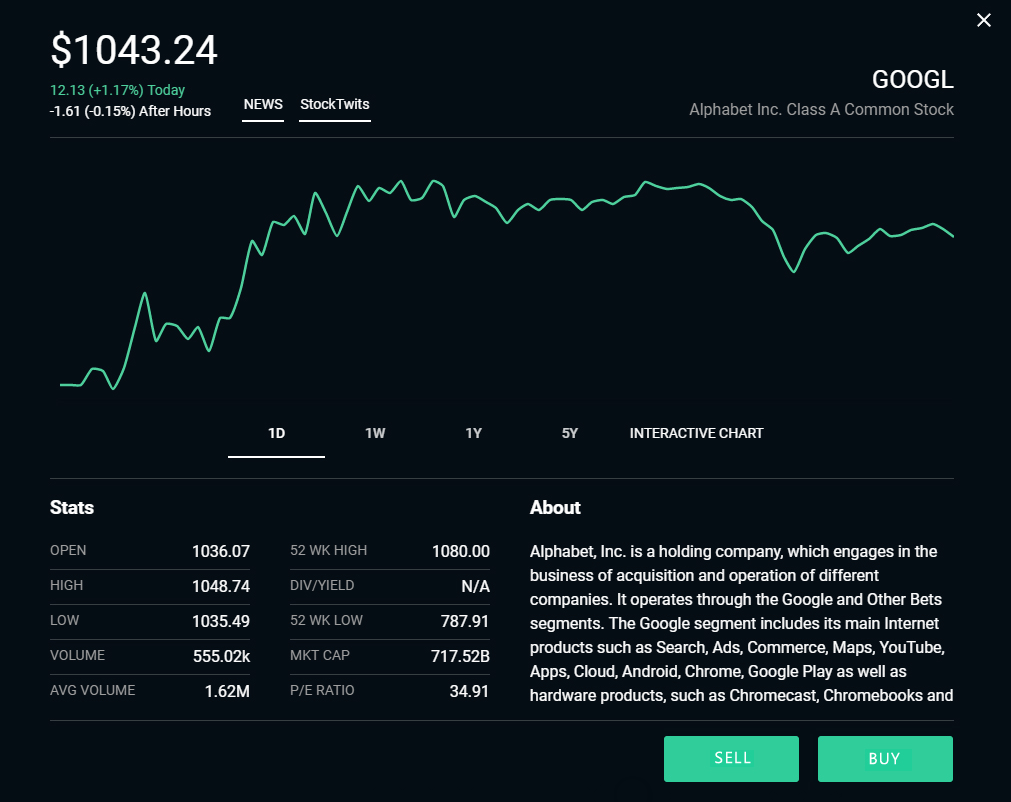 $1043.24
12.13 (+1.17%) Today
-1.61 (-0.15%) After Hours
NEWS
StockTwits
GOOGL
Alphabet Inc. Class A Common Stock
1D
1W
1Y
5Y
INTERACTIVE CHART
Stats
OPEN 1036.07
HIGH 1048.74
LOW 1035.49
VOLUME 555.02k
AVG VOLUME 1.62M
52 WK HIGH 1080.00
DIV/YIELD N/A
52 WK LOW 787.91
MKT CAP 717.52B
P/E RATIO 34.91
About
Alphabet, Inc. is a holding company, which engages in the
business of acquisition and operation of different
companies. It operates through the Google and Other Bets
segments. The Google segment includes its main Internet
products such as Search, Ads, Commerce, Maps, YouTube,
Apps, Cloud, Android, Chrome, Google Play as well as
hardware products, such as Chromecast, Chromebooks and
SELL
BUY